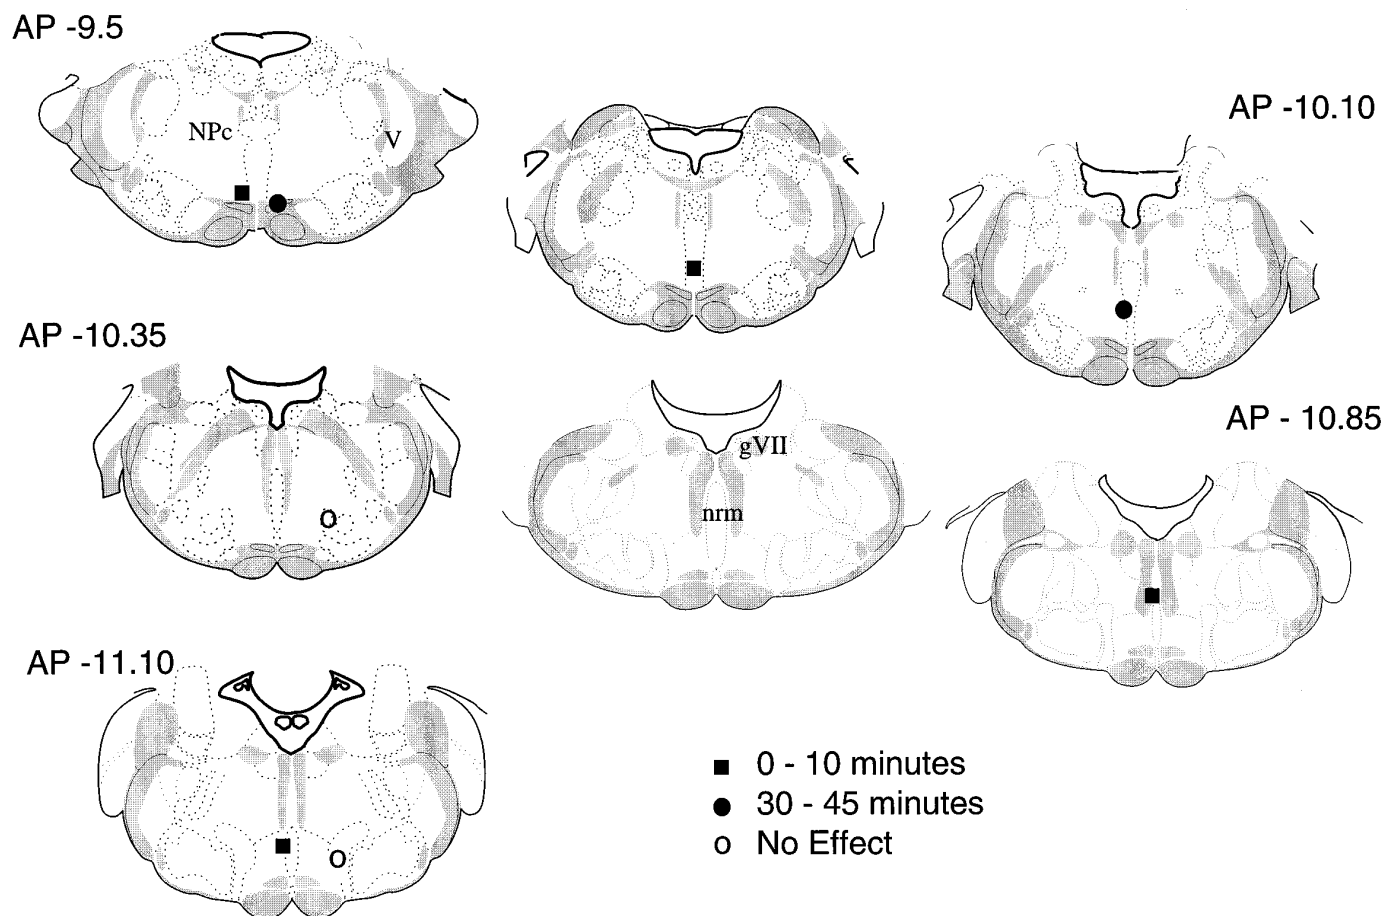 AP -9.5
NPc
V
AP -10.10
AP -10.35
gVII
nrm
o
AP - 10.85
AP -11.10
o
0 - 10 minutes
30 - 45 minutes
o No Effect